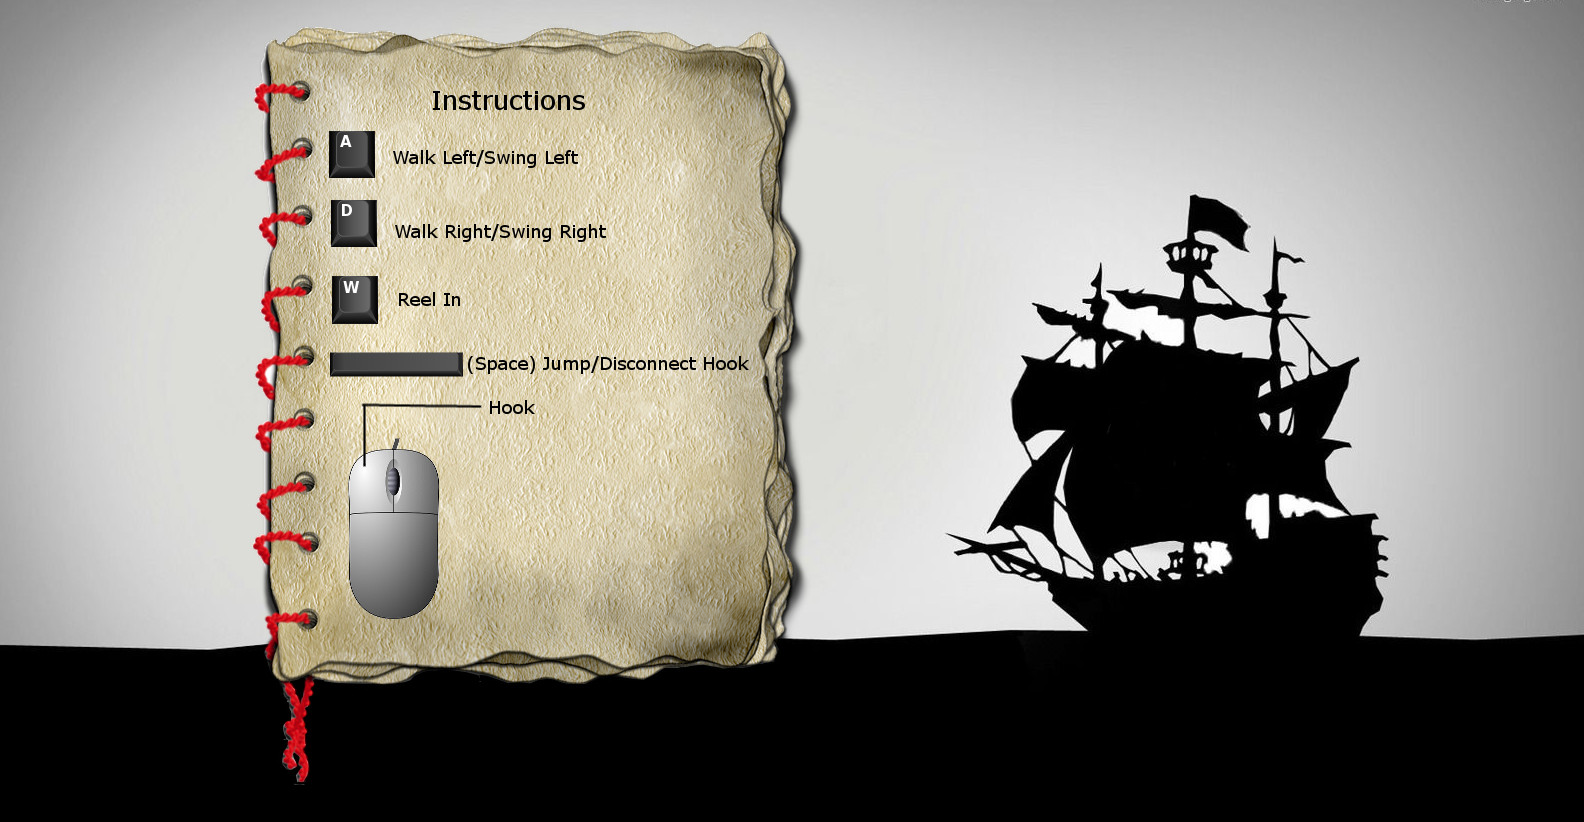 Instructions
A
Walk Left/Swing Left
D
Walk Right/Swing Right
W
Reel In
(Space) Jump/Disconnect Hook
Hook